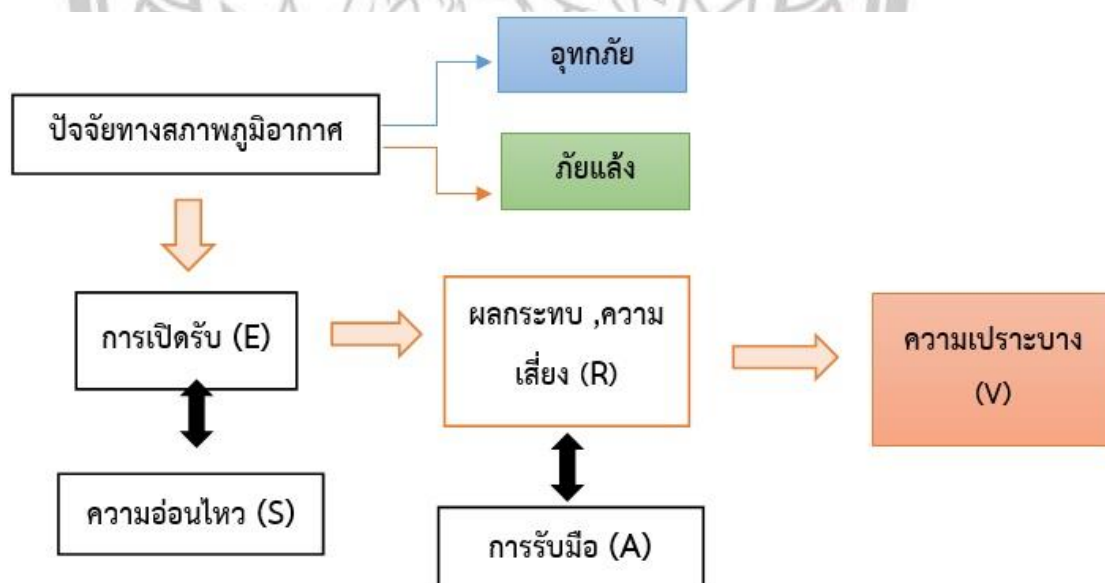 อุทกภัย
ปัจจัยทางสภาพภูมิอากาศ
ภัยแล้ง
การเปิดรับ (E)
ผลกระทบ ,ความ
เสี่ยง (R)
ความเปราะบาง
(V)
ความอ่อนไหว (S)
การรับมือ (A)